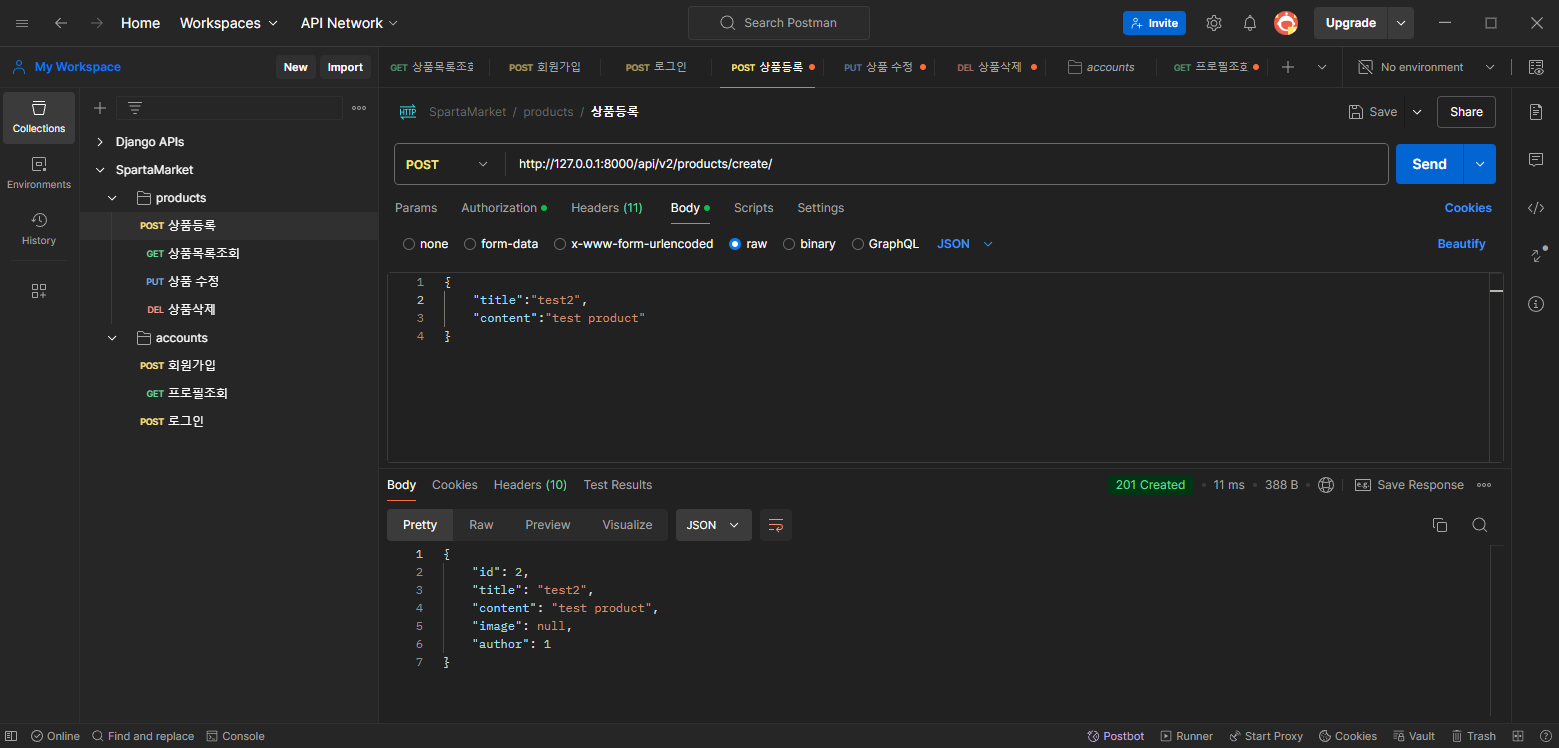 Home Workspaces API Network Search Postman Invite Upgrade
My Workspace New Import GET 상품목록조회 POST 회원가입 POST 로그인 POST 상품등록 PUT 상품 수정 DEL 상품삭제 accounts GET 프로필조회 No environment
Collections
Environments
History
Django APIs
SpartaMarket
products
POST 상품등록
GET 상품목록조회
PUT 상품 수정
DEL 상품삭제
accounts
POST 회원가입
GET 프로필조회
POST 로그인
HTTP SpartaMarket / products / 상품등록 Save Share
POST http://127.0.0.1:8000/api/v2/products/create/ Send
Params Authorization Headers (11) Body Scripts Settings Cookies
none form-data x-www-form-urlencoded raw binary GraphQL JSON Beautify
1 {
2 "title":"test2",
3 "content":"test product"
4 }
Body Cookies Headers (10) Test Results 201 Created 11 ms 388 B e.g. Save Response
Pretty Raw Preview Visualize JSON
1 {
2 "id": 2,
3 "title": "test2",
4 "content": "test product",
5 "image": null,
6 "author": 1
7 }
Online Find and replace Console Postbot Runner Start Proxy Cookies Vault Trash